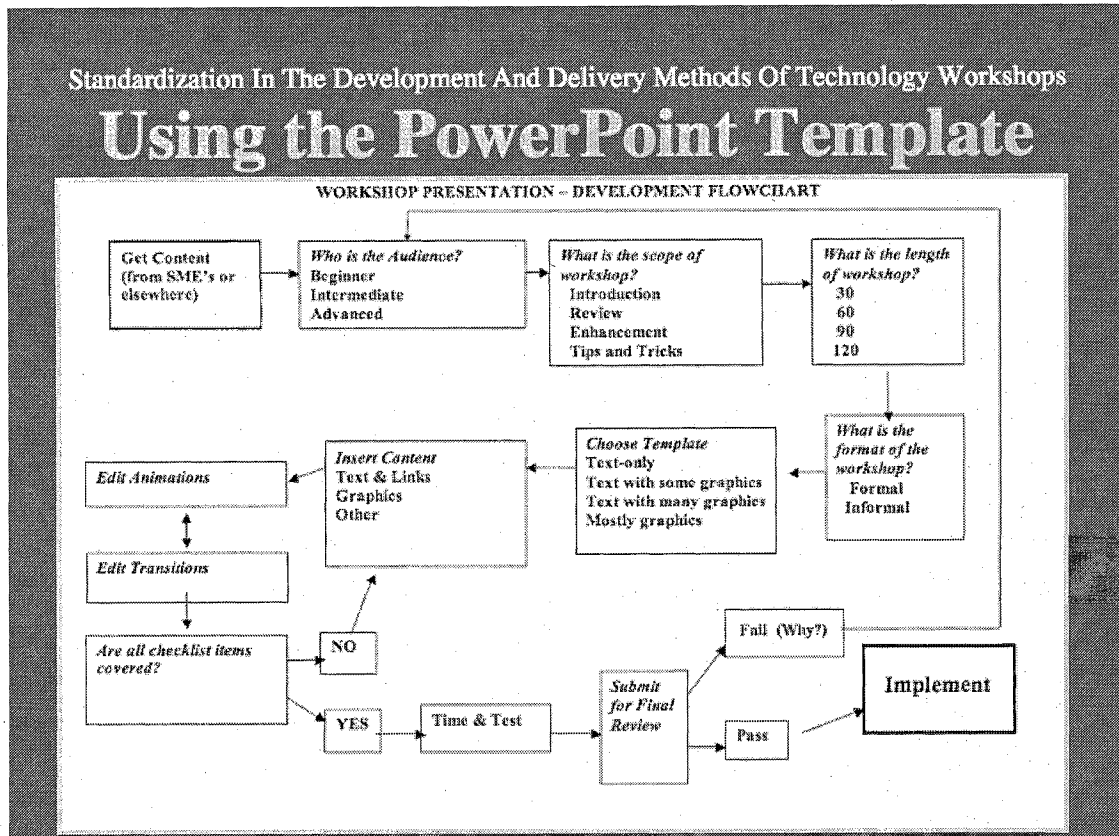 Standardization In The Development And Delivery Methods Of Technology Workshops
Using the PowerPoint Template
WORKSHOP PRESENTATION – DEVELOPMENT FLOWCHART
Get Content
(from SME's or
elsewhere)
Who is the Audience?
Beginner
Intermediate
Advanced
What is the scope of
workshop?
Introduction
Review
Enhancement
Tips and Tricks
What is the length
of workshop?
30
60
90
120
What is the
format of the
workshop?
Formal
Informal
Choose Template
Text-only
Text with some graphics
Text with many graphics
Mostly graphics
Insert Content
Text & Links
Graphics
Other
Edit Animations
Edit Transitions
Are all checklist items
covered?
NO
YES
Time & Test
Submit
for Final
Review
Fail (Why?)
Pass
Implement